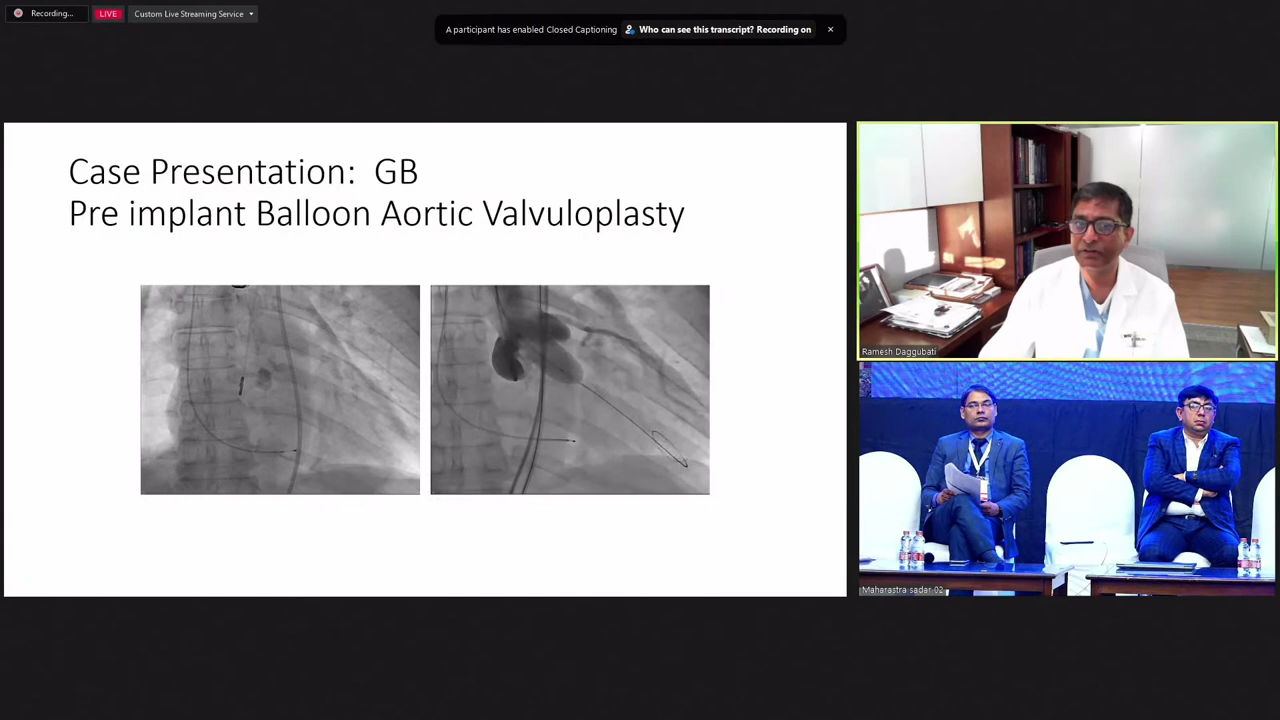 Recording...
LIVE
Custom Live Streaming Service
A participant has enabled Closed Captioning
Who can see this transcript? Recording on
Case Presentation: GB
Pre implant Balloon Aortic Valvuloplasty
Ramesh Daggubati
Maharastra sadar 02